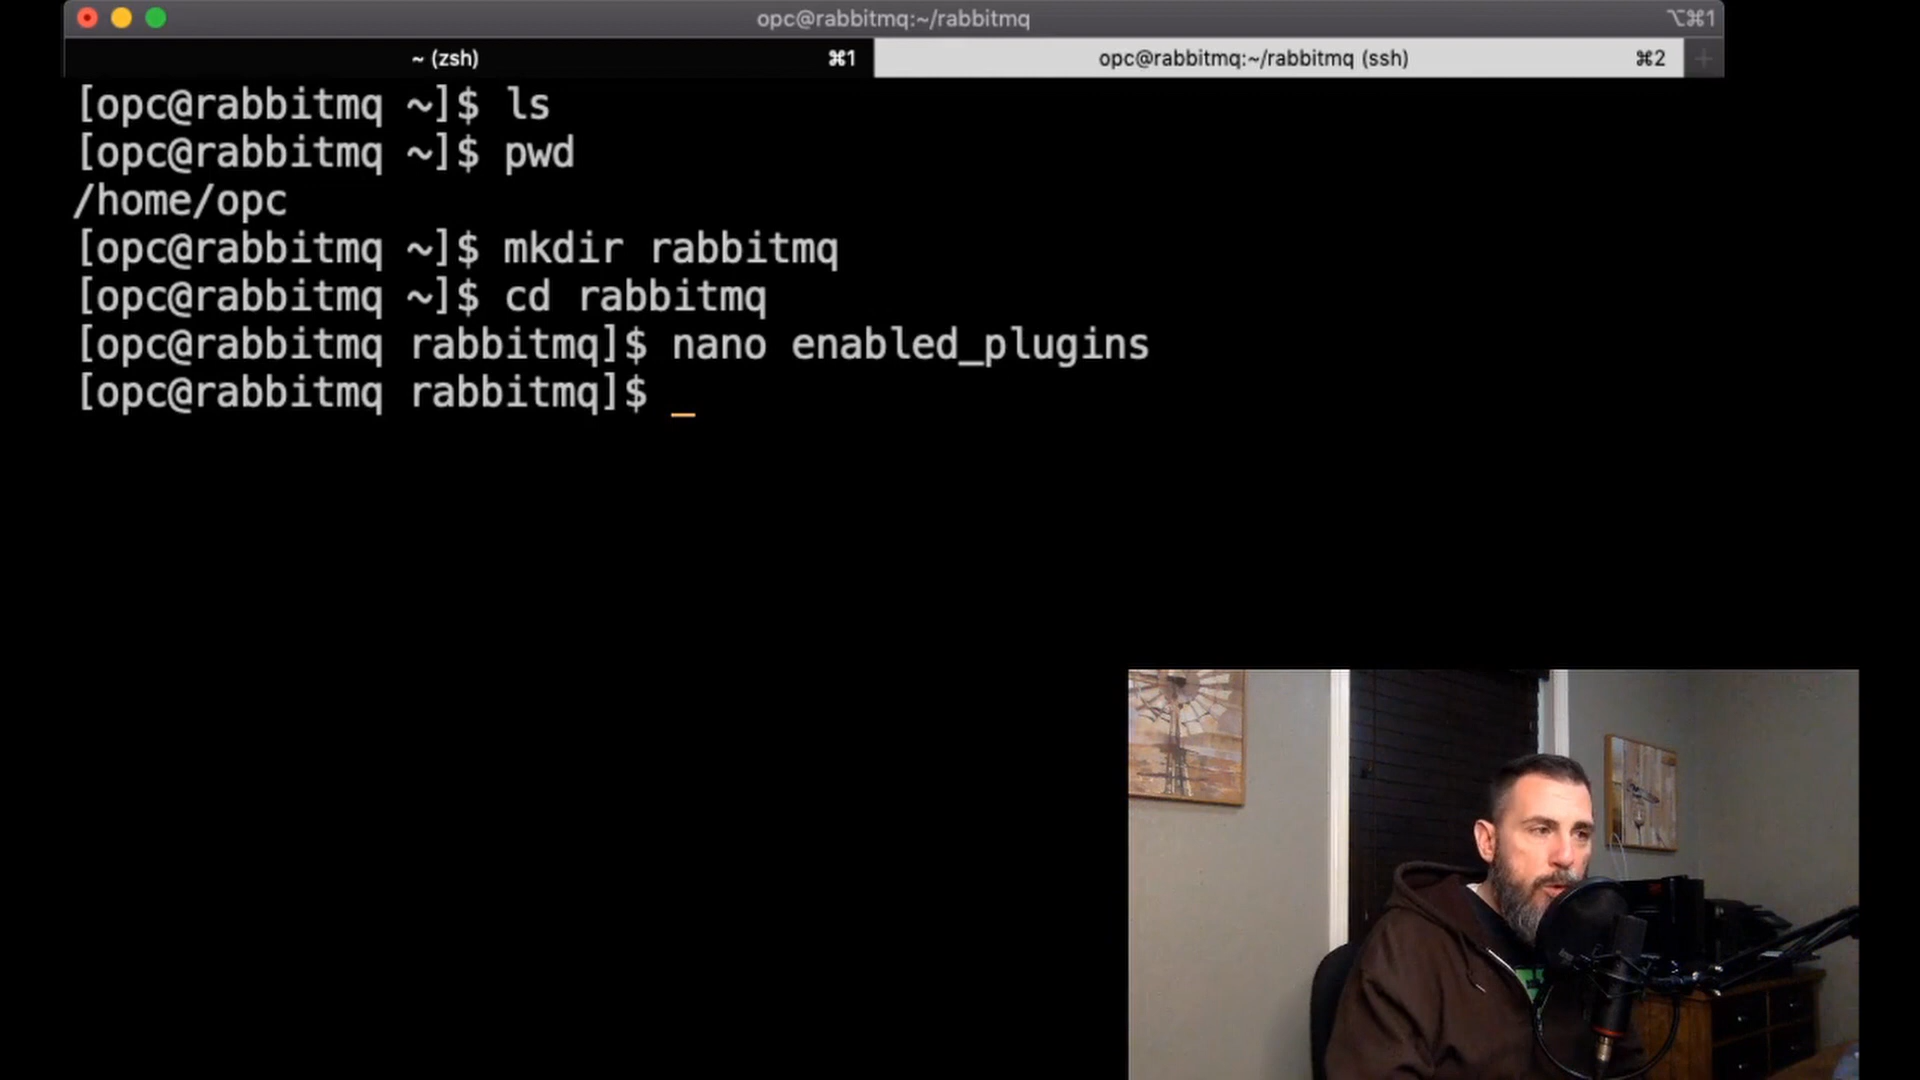 opc@rabbitmq:~/rabbitmq
⌥⌘1
~ (zsh)
⌘1
opc@rabbitmq:~/rabbitmq (ssh)
⌘2
+
[opc@rabbitmq ~]$ ls
[opc@rabbitmq ~]$ pwd
/home/opc
[opc@rabbitmq ~]$ mkdir rabbitmq
[opc@rabbitmq ~]$ cd rabbitmq
[opc@rabbitmq rabbitmq]$ nano enabled_plugins
[opc@rabbitmq rabbitmq]$ _